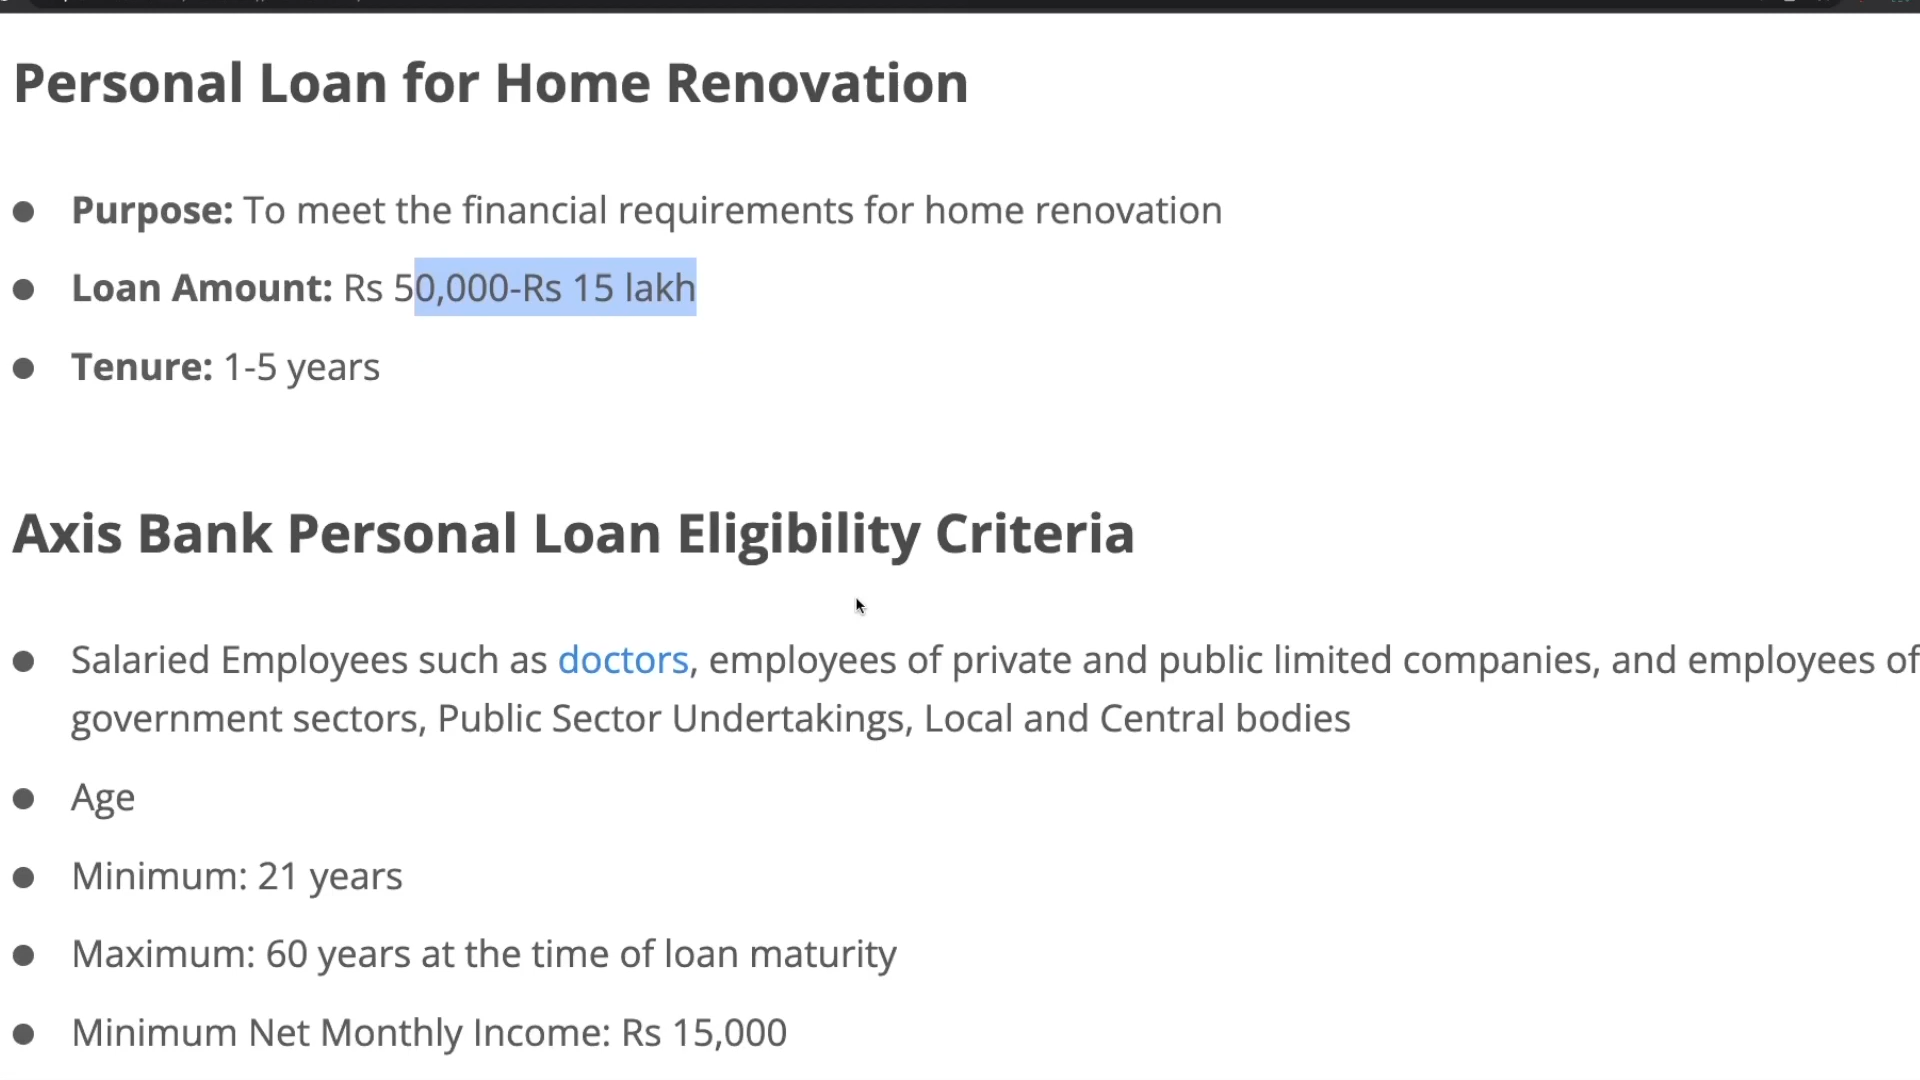 Personal Loan for Home Renovation
● Purpose: To meet the financial requirements for home renovation
● Loan Amount: Rs 50,000-Rs 15 lakh
● Tenure: 1-5 years
Axis Bank Personal Loan Eligibility Criteria
● Salaried Employees such as doctors, employees of private and public limited companies, and employees of
government sectors, Public Sector Undertakings, Local and Central bodies
● Age
● Minimum: 21 years
● Maximum: 60 years at the time of loan maturity
● Minimum Net Monthly Income: Rs 15,000